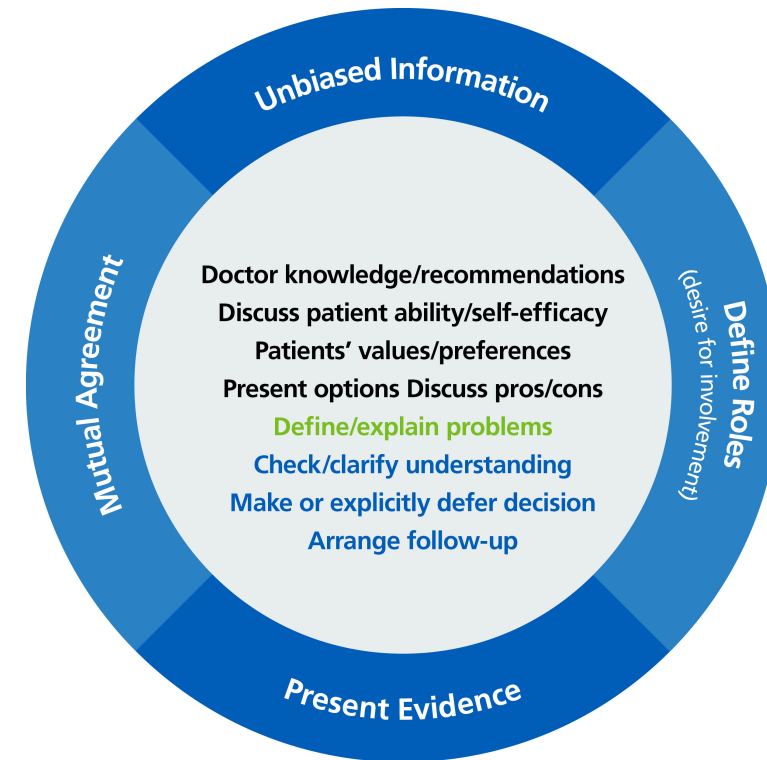 Unbiased Information
Mutual Agreement
Define Roles
(desire for involvement)
Doctor knowledge/recommendations
Discuss patient ability/self-efficacy
Patients’ values/preferences
Present options Discuss pros/cons
Define/explain problems
Check/clarify understanding
Make or explicitly defer decision
Arrange follow-up
Present Evidence